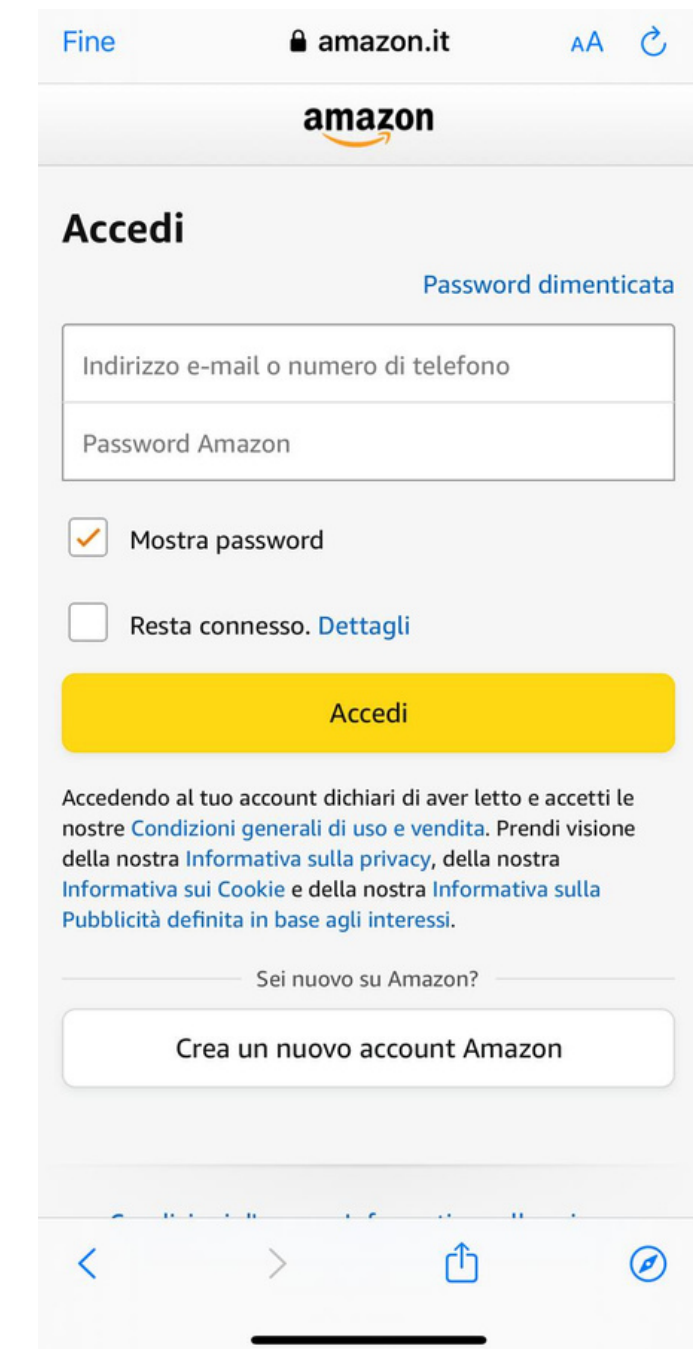 Fine amazon.it AA
amazon
Accedi
Password dimenticata
Indirizzo e-mail o numero di telefono
Password Amazon
Mostra password
Resta connesso. Dettagli
Accedi
Accedendo al tuo account dichiari di aver letto e accetti le
nostre Condizioni generali di uso e vendita. Prendi visione
della nostra Informativa sulla privacy, della nostra
Informativa sui Cookie e della nostra Informativa sulla
Pubblicità definita in base agli interessi.
Sei nuovo su Amazon?
Crea un nuovo account Amazon